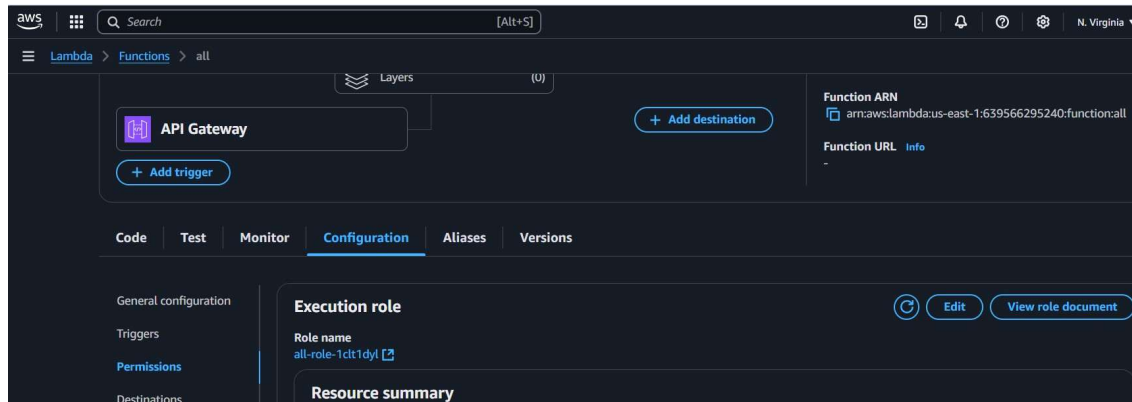 aws Search [Alt+S] N. Virginia
Lambda > Functions > all
Layers (0)
API Gateway
+ Add destination
+ Add trigger
Function ARN
arn:aws:lambda:us-east-1:639566295240:function:all
Function URL Info
-
Code Test Monitor Configuration Aliases Versions
General configuration
Triggers
Permissions
Destinations
Execution role
Edit View role document
Role name
all-role-1clt1dyl
Resource summary